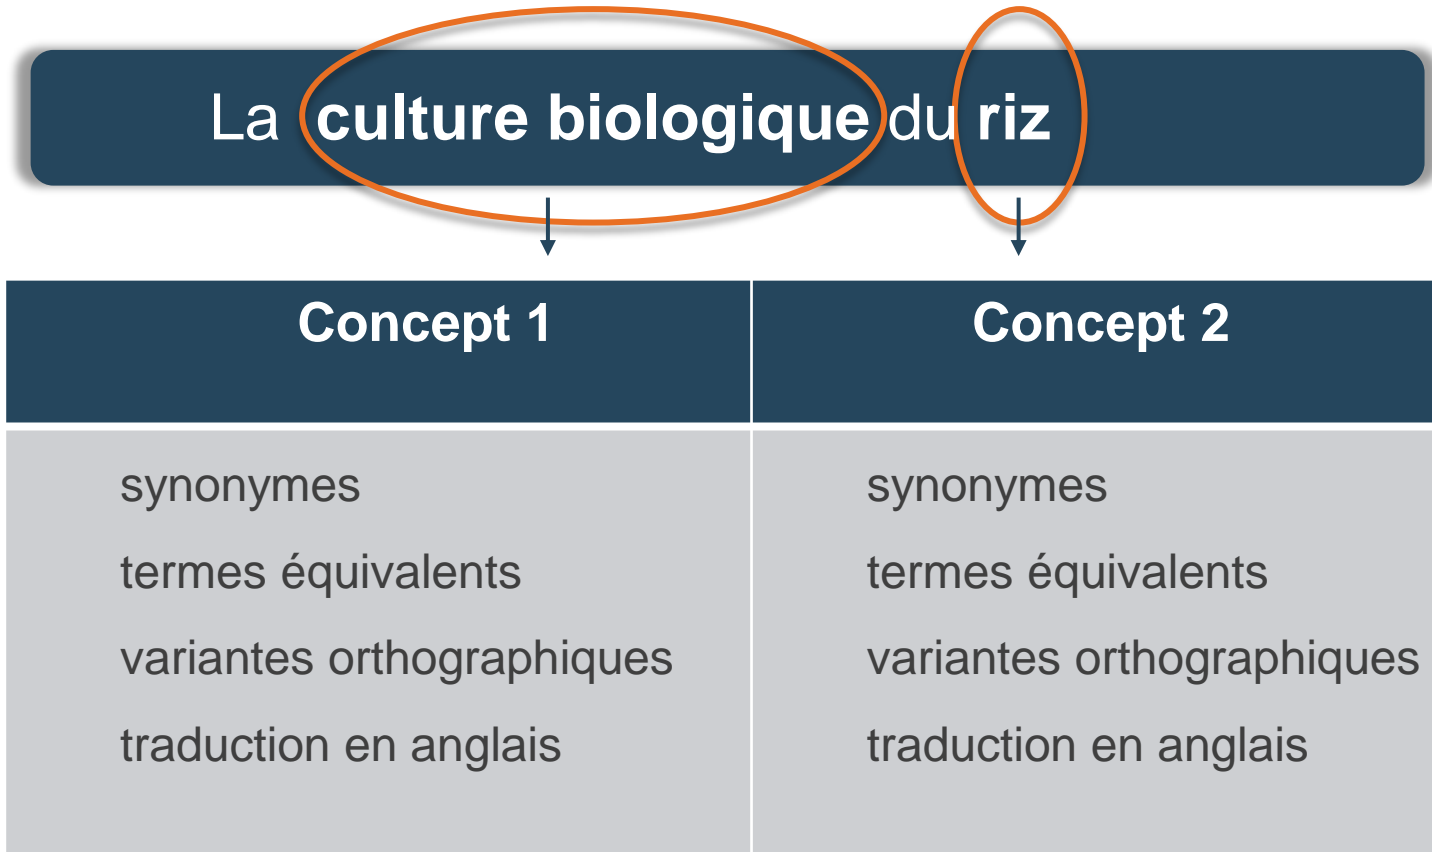 La culture biologique du riz
Concept 1
Concept 2
synonymes
termes équivalents
variantes orthographiques
traduction en anglais
synonymes
termes équivalents
variantes orthographiques
traduction en anglais